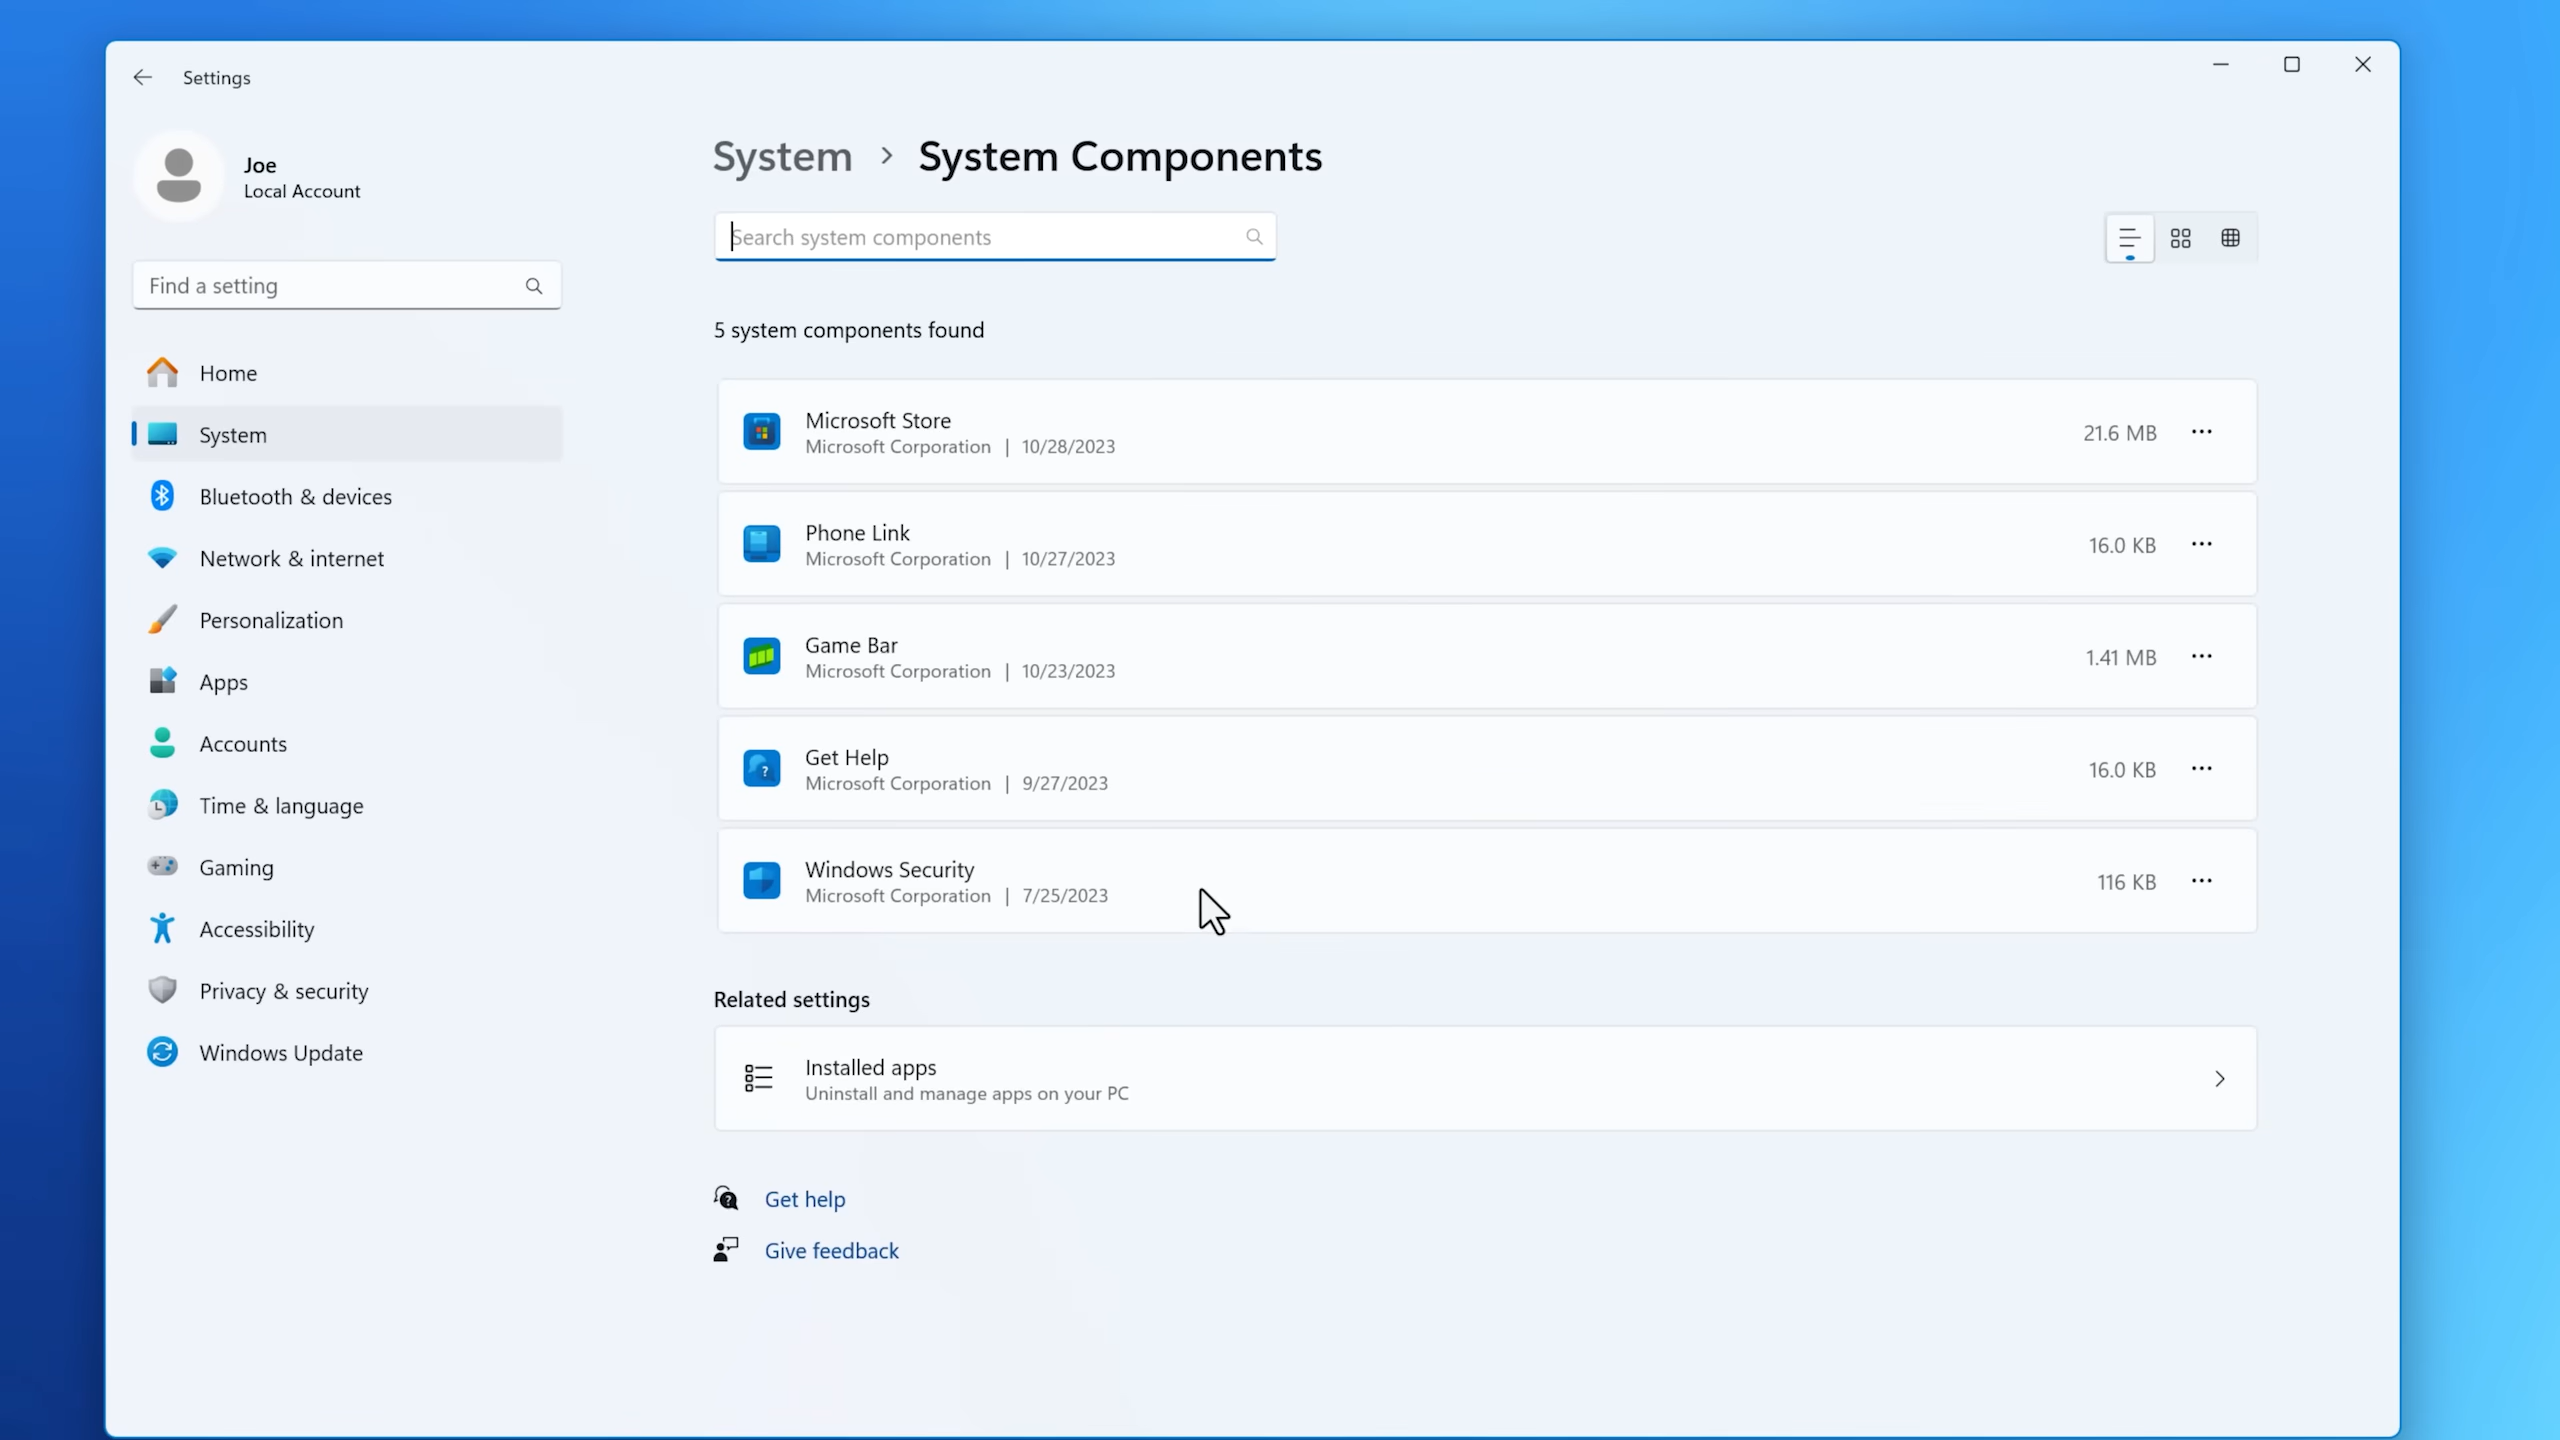 Settings
Joe
Local Account
Find a setting
Home
System
Bluetooth & devices
Network & internet
Personalization
Apps
Accounts
Time & language
Gaming
Accessibility
Privacy & security
Windows Update
System > System Components
Search system components
5 system components found
Microsoft Store
Microsoft Corporation | 10/28/2023
21.6 MB
Phone Link
Microsoft Corporation | 10/27/2023
16.0 KB
Game Bar
Microsoft Corporation | 10/23/2023
1.41 MB
Get Help
Microsoft Corporation | 9/27/2023
16.0 KB
Windows Security
Microsoft Corporation | 7/25/2023
116 KB
Related settings
Installed apps
Uninstall and manage apps on your PC
Get help
Give feedback